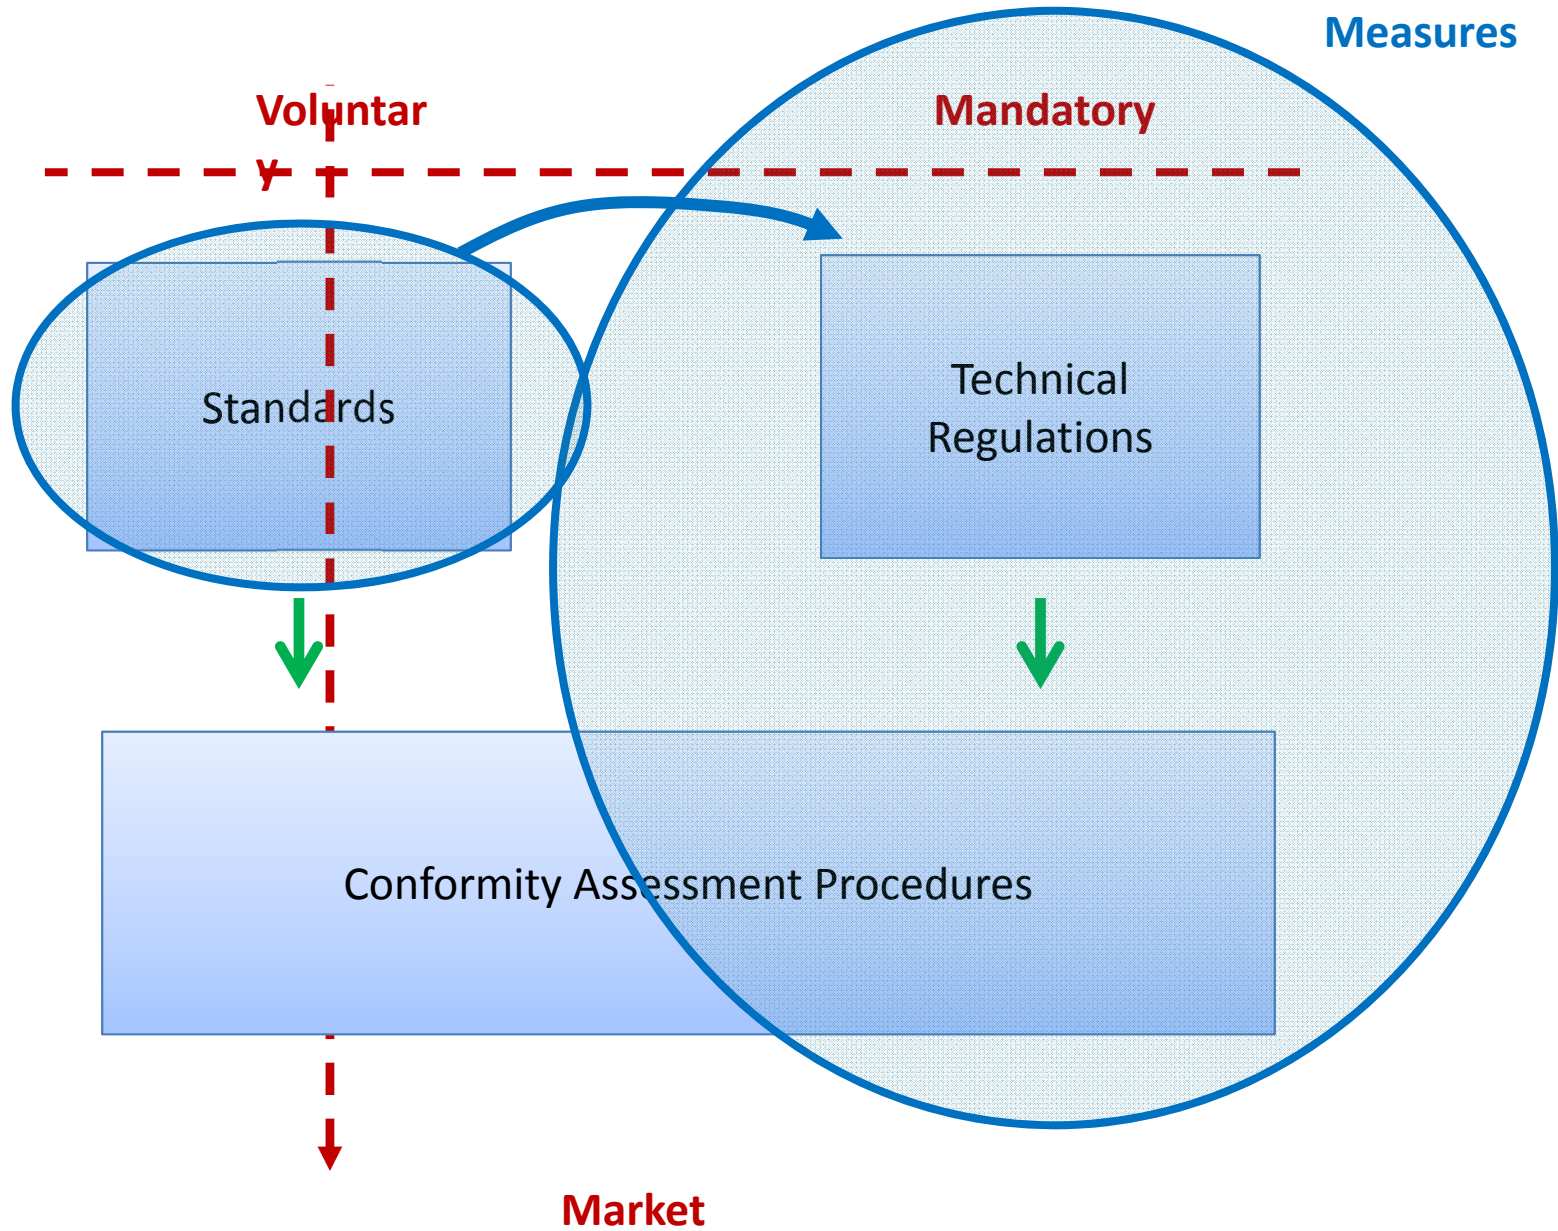 Measures
Voluntar
y
Mandatory
Standards
Technical
Regulations
Conformity Assessment Procedures
Market